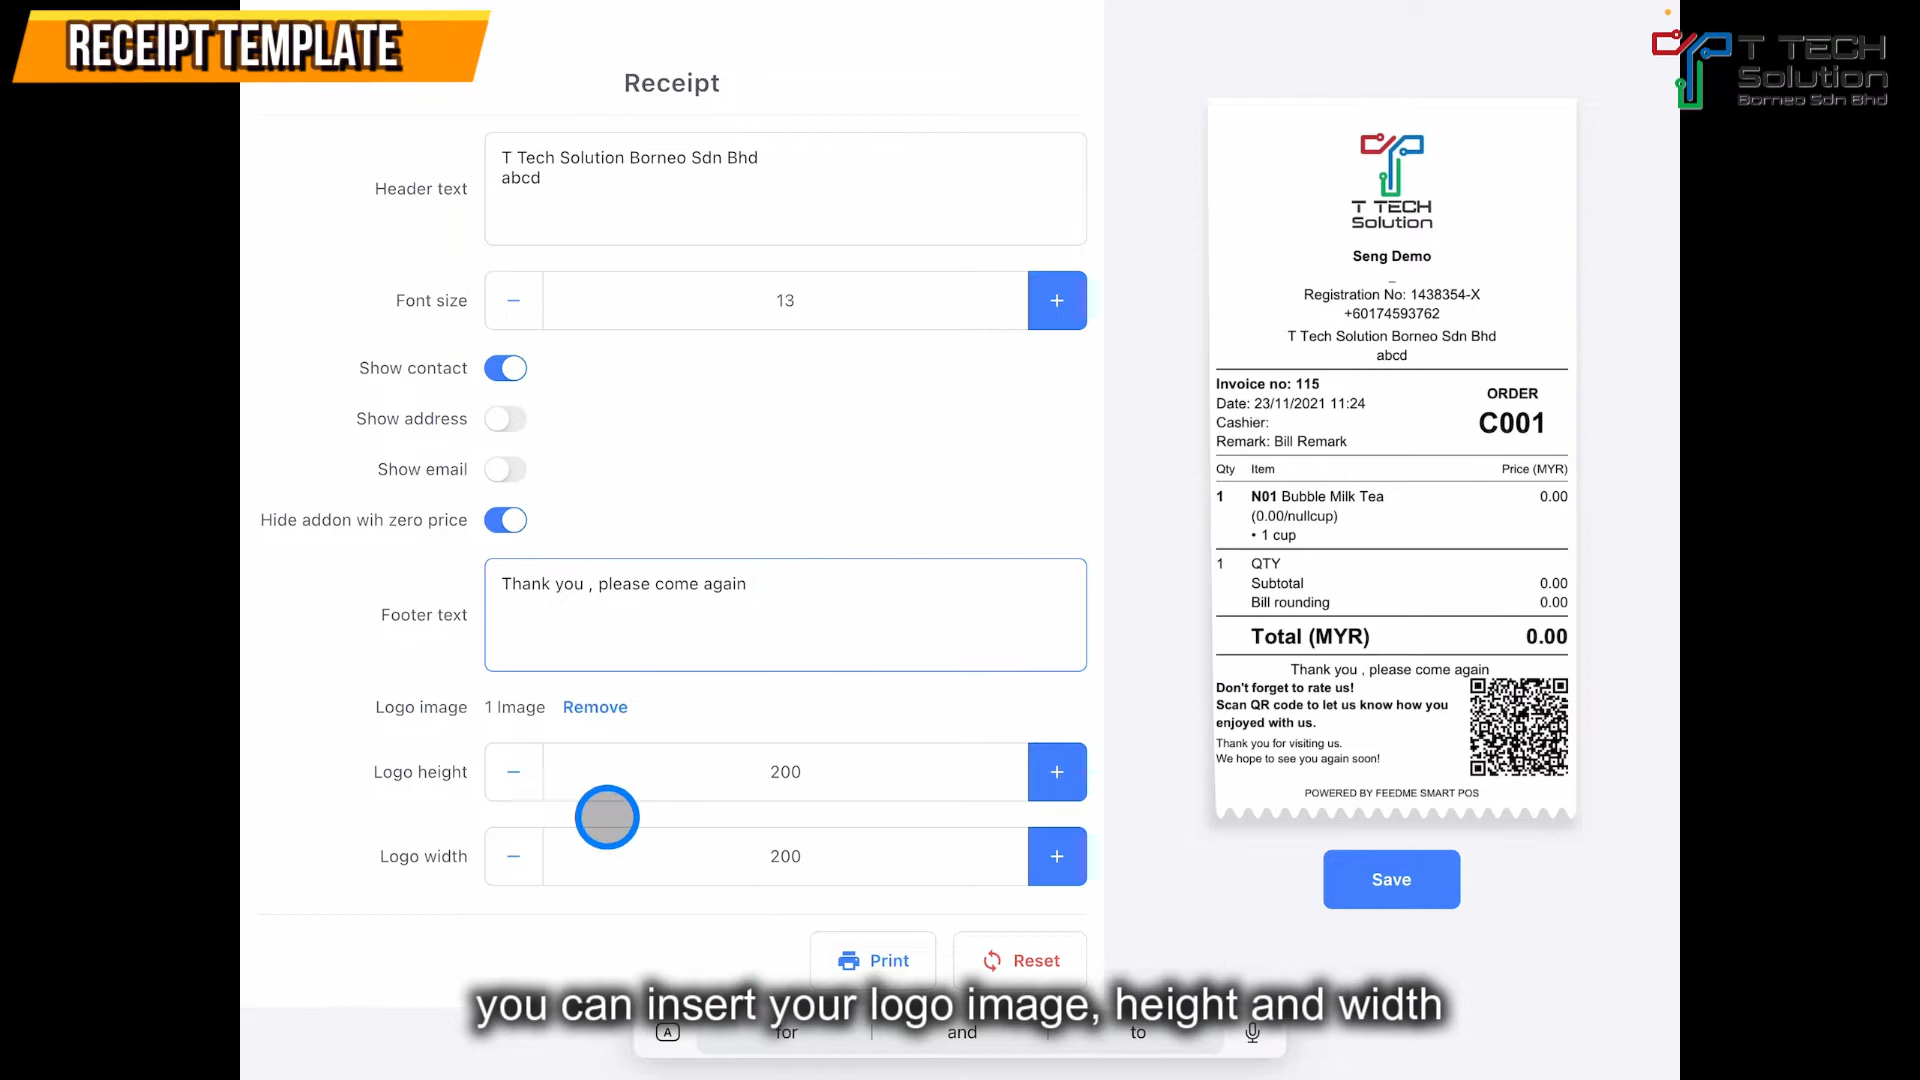 RECEIPT TEMPLATE
T TECH
Solution
Borneo Sdn Bhd
Receipt
Header text
T Tech Solution Borneo Sdn Bhd
abcd
Font size
13
Show contact
Show address
Show email
Hide addon wih zero price
Footer text
Thank you , please come again
Logo image 1 Image Remove
Logo height
200
Logo width
200
Print Reset
T TECH
Solution
Seng Demo
_
Registration No: 1438354-X
+60174593762
T Tech Solution Borneo Sdn Bhd
abcd
Invoice no: 115
Date: 23/11/2021 11:24
Cashier:
Remark: Bill Remark
ORDER
C001
Qty Item Price (MYR)
1 N01 Bubble Milk Tea 0.00
(0.00/nullcup)
• 1 cup
1 QTY
Subtotal 0.00
Bill rounding 0.00
Total (MYR) 0.00
Thank you , please come again
Don't forget to rate us!
Scan QR code to let us know how you
enjoyed with us.
Thank you for visiting us.
We hope to see you again soon!
POWERED BY FEEDME SMART POS
Save
you can insert your logo image, height and width
A for and to